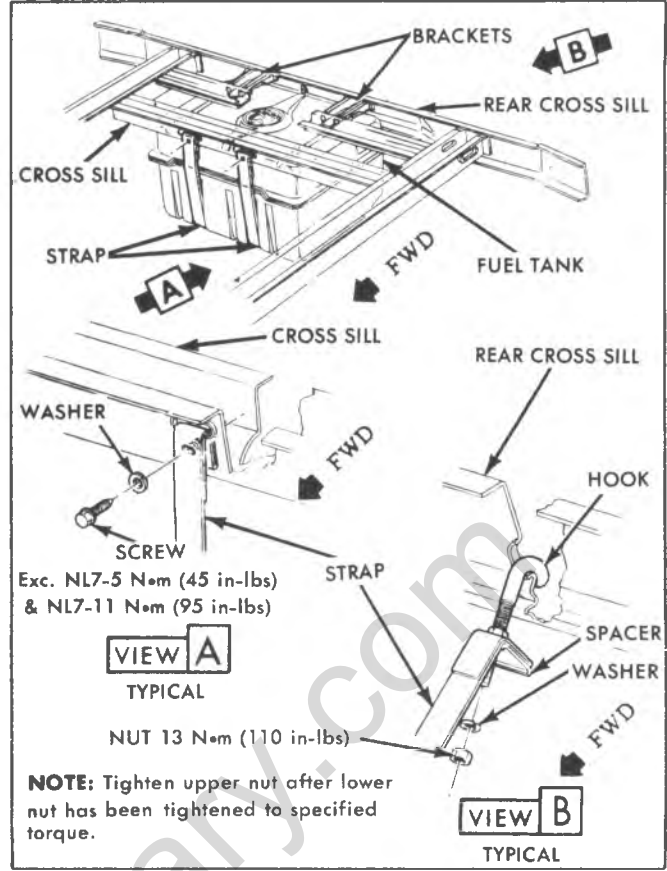 BRACKETS
B
REAR CROSS SILL
CROSS SILL
STRAP
A
FWD
FUEL TANK
CROSS SILL
REAR CROSS SILL
WASHER
FWD
HOOK
SCREW
Exc. NL7-5 N•m (45 in-lbs)
& NL7-11 N•m (95 in-lbs)
STRAP
SPACER
WASHER
VIEW A
TYPICAL
FWD
NUT 13 N•m (110 in-lbs)
NOTE: Tighten upper nut after lower
nut has been tightened to specified
torque.
VIEW B
TYPICAL
ary.com